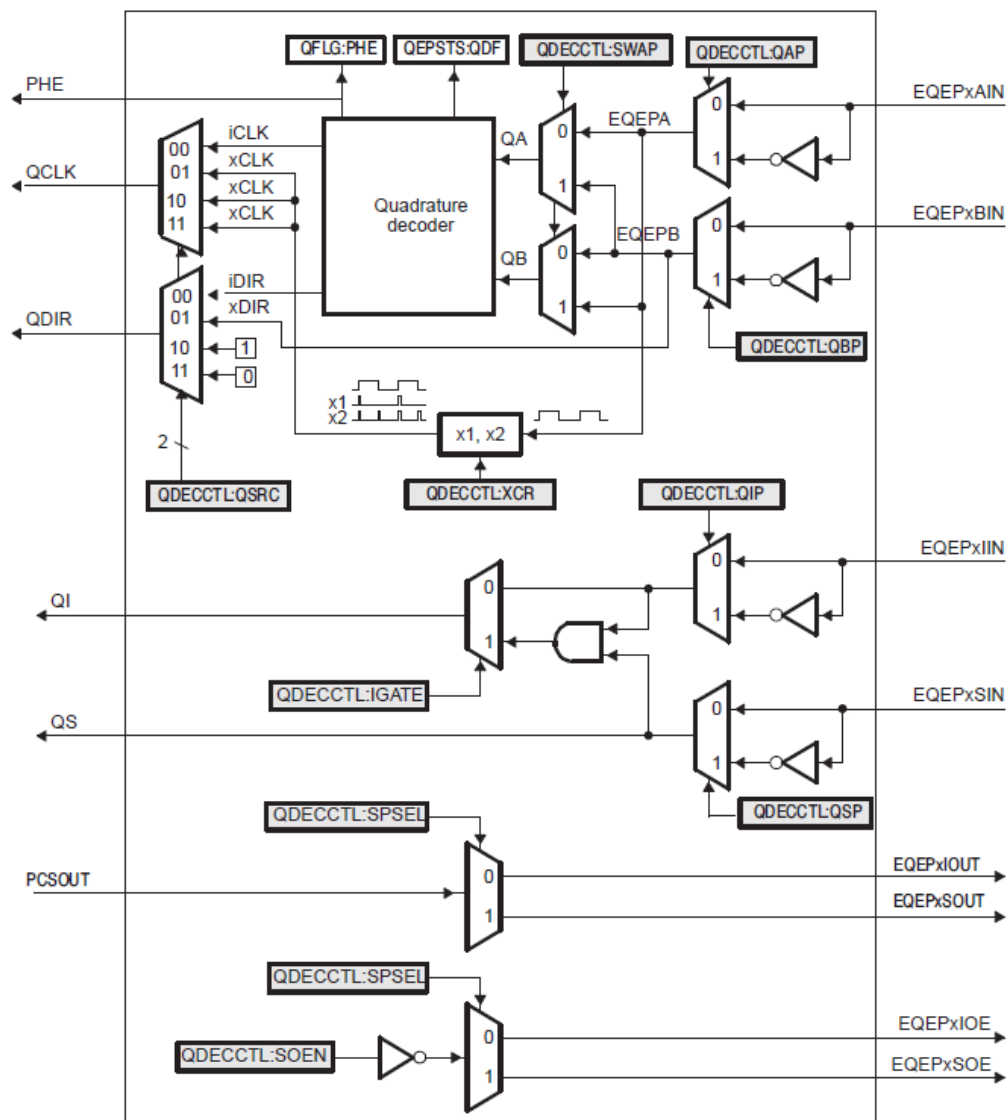 QFLG:PHE
QEPSTS:QDF
QDECCTL:SWAP
QDECCTL:QAP
PHE
EQEPxAIN
iCLK
QA
0
EQEPA
0
00
01
xCLK
QCLK
xCLK
10
1
1
11
xCLK
Quadrature
decoder
EQEPxBIN
QB
0
EQEPB
0
iDIR
00
1
1
01
xDIR
QDIR
10
1
11
0
QDECCTL:QBP
x1
x2
x1, x2
2
QDECCTL:QSRC
QDECCTL:XCR
QDECCTL:QIP
EQEPxIIN
0
0
QI
1
1
QDECCTL:IGATE
EQEPxSIN
QS
0
1
QDECCTL:SPSEL
QDECCTL:QSP
PCSOUT
0
EQEPxIOUT
1
EQEPxSOUT
QDECCTL:SPSEL
0
EQEPxIOE
QDECCTL:SOEN
1
EQEPxSOE